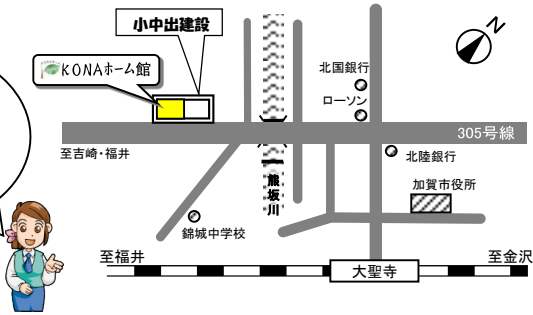 小中出建設
KONAホーム館
N
北国銀行
ローソン
305号線
至吉崎・福井
北陸銀行
熊坂川
加賀市役所
錦城中学校
至福井
大聖寺
至金沢